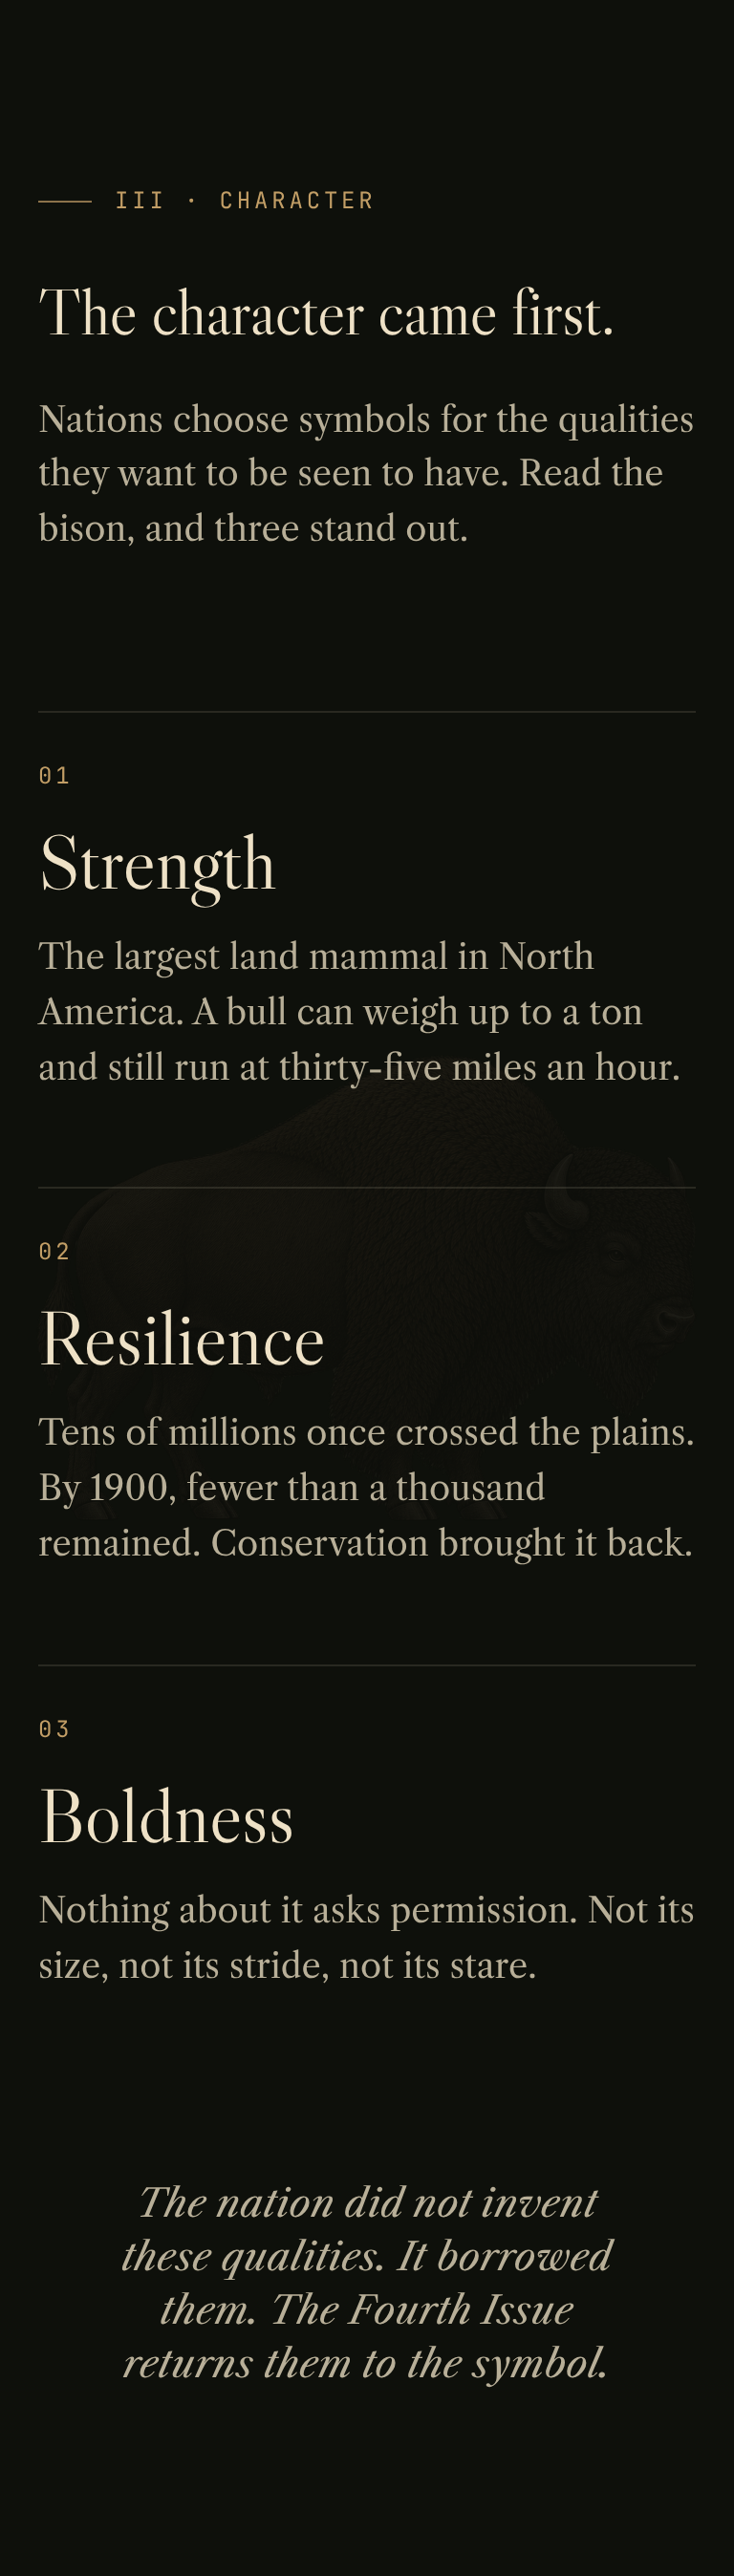 III · CHARACTER
The character came first.
Nations choose symbols for the qualities
they want to be seen to have. Read the
bison, and three stand out.
01
Strength
The largest land mammal in North
America. A bull can weigh up to a ton
and still run at thirty-five miles an hour.
02
Resilience
Tens of millions once crossed the plains.
By 1900, fewer than a thousand
remained. Conservation brought it back.
03
Boldness
Nothing about it asks permission. Not its
size, not its stride, not its stare.
The nation did not invent
these qualities. It borrowed
them. The Fourth Issue
returns them to the symbol.